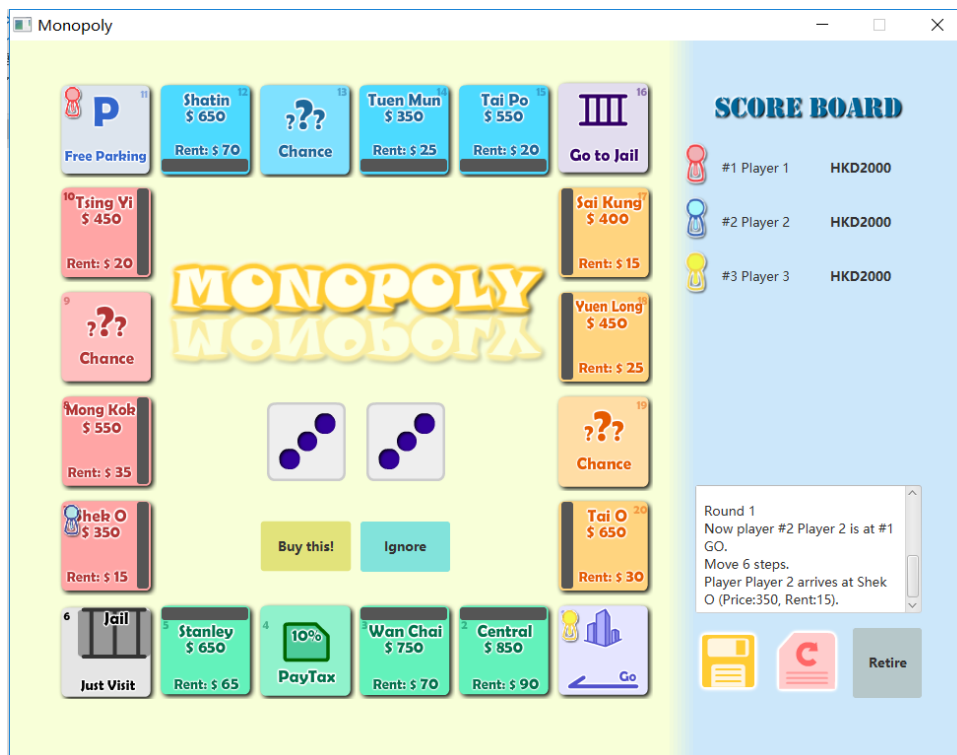 Monopoly
11
P
Free Parking
12
Shatin
$ 650
Rent: $ 70
13
???
Chance
14
Tuen Mun
$ 350
Rent: $ 25
15
Tai Po
$ 550
Rent: $ 20
16
Go to Jail
10
Tsing Yi
$ 450
Rent: $ 20
17
Sai Kung
$ 400
Rent: $ 15
9
???
Chance
MONOPOLY
18
Yuen Long
$ 450
Rent: $ 25
8
Mong Kok
$ 550
Rent: $ 35
19
???
Chance
Shek O
$ 350
Rent: $ 15
Buy this!
Ignore
20
Tai O
$ 650
Rent: $ 30
6
Jail
Just Visit
5
Stanley
$ 650
Rent: $ 65
4
10%
PayTax
3
Wan Chai
$ 750
Rent: $ 70
2
Central
$ 850
Rent: $ 90
Go
SCORE BOARD
#1 Player 1 HKD2000
#2 Player 2 HKD2000
#3 Player 3 HKD2000
Round 1
Now player #2 Player 2 is at #1
GO.
Move 6 steps.
Player Player 2 arrives at Shek
O (Price:350, Rent:15).
C
Retire